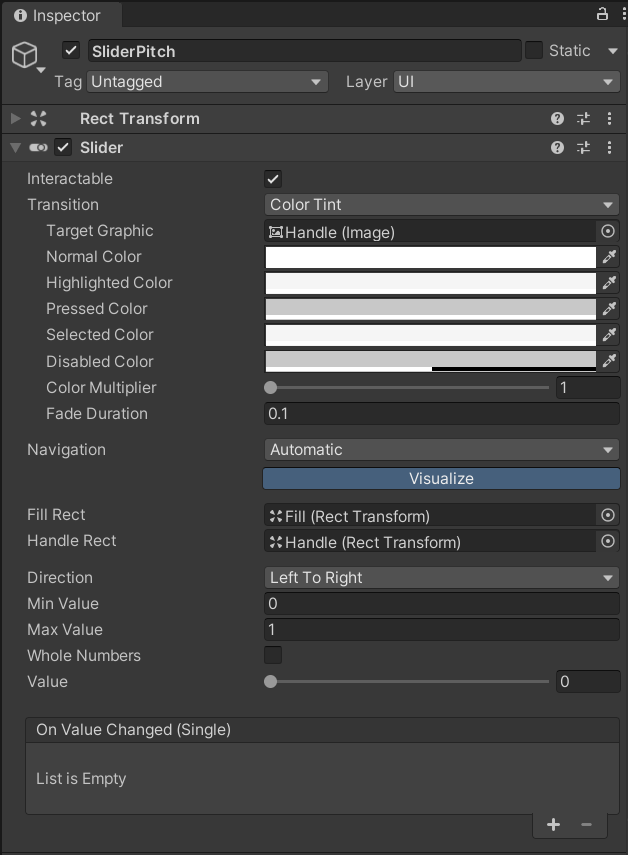 Inspector
SliderPitch Static
Tag Untagged Layer UI
Rect Transform
Slider
Interactable
Transition Color Tint
Target Graphic Handle (Image)
Normal Color
Highlighted Color
Pressed Color
Selected Color
Disabled Color
Color Multiplier 1
Fade Duration 0.1
Navigation Automatic
Visualize
Fill Rect Fill (Rect Transform)
Handle Rect Handle (Rect Transform)
Direction Left To Right
Min Value 0
Max Value 1
Whole Numbers
Value 0
On Value Changed (Single)
List is Empty